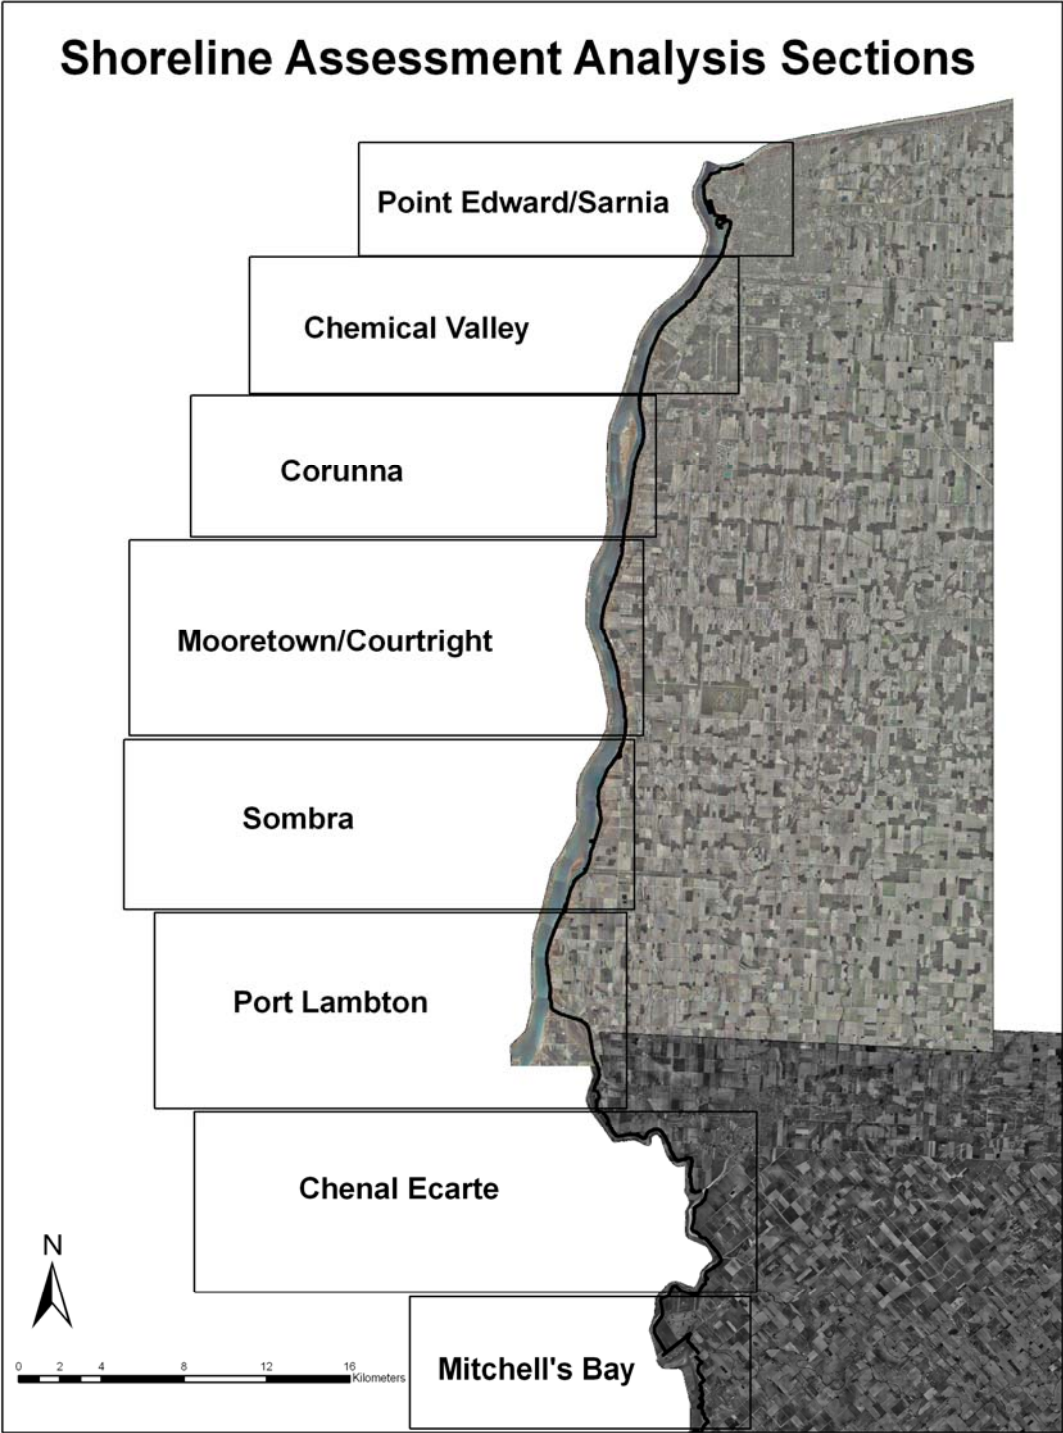 Shoreline Assessment Analysis Sections
Point Edward/Sarnia
Chemical Valley
Corunna
Mooretown/Courtright
Sombra
Port Lambton
Chenal Ecarte
N
Mitchell's Bay
0 2 4 8 12 16
Kilometers